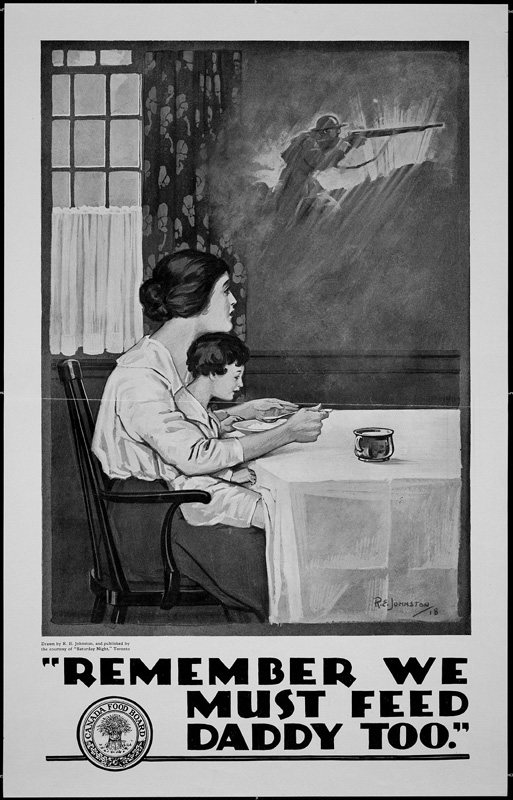 R.E. JOHNSTON
18
Drawn by R. E. Johnston, and published by
the courtesy of "Saturday Night," Toronto
"REMEMBER WE
MUST FEED
DADDY TOO."
CANADA FOOD BOARD